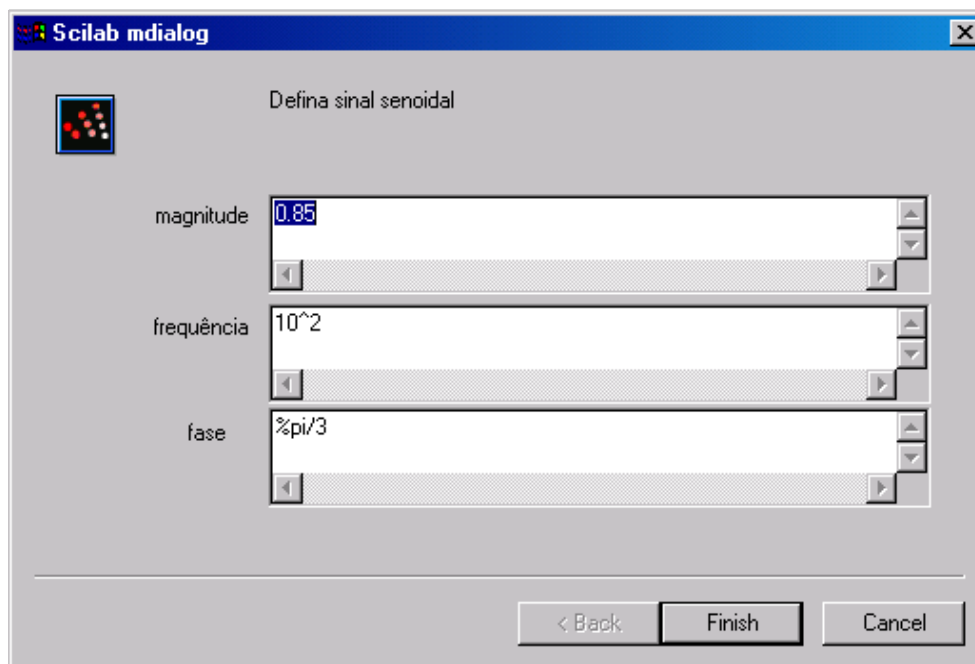 Scilab mdialog
Defina sinal senoidal
magnitude
0.85
frequência
10^2
fase
%pi/3
< Back
Finish
Cancel